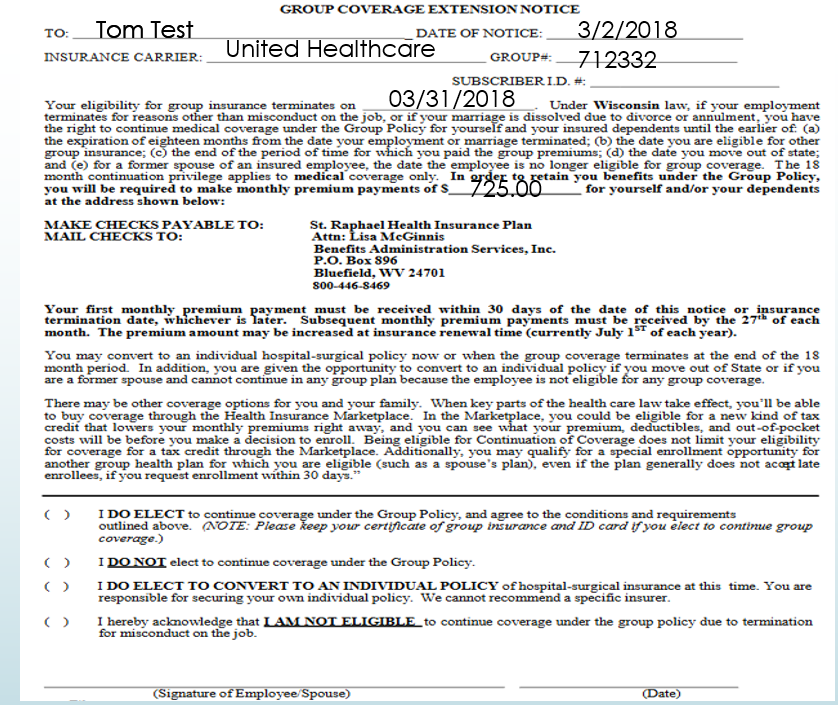 GROUP COVERAGE EXTENSION NOTICE
TO: Tom Test DATE OF NOTICE: 3/2/2018
INSURANCE CARRIER: United Healthcare GROUP#: 712332
SUBSCRIBER I.D. #:
Your eligibility for group insurance terminates on 03/31/2018. Under Wisconsin law, if your employment
terminates for reasons other than misconduct on the job, or if your marriage is dissolved due to divorce or annulment, you have
the right to continue medical coverage under the Group Policy for yourself and your insured dependents until the earlier of: (a)
the expiration of eighteen months from the date your employment or marriage terminated; (b) the date you are eligible for other
group insurance; (c) the end of the period of time for which you paid the group premiums; (d) the date you move out of state;
and (e) for a former spouse of an insured employee, the date the employee is no longer eligible for group coverage. The 18
month continuation privilege applies to medical coverage only. In order to retain you benefits under the Group Policy,
you will be required to make monthly premium payments of $ 725.00 for yourself and/or your dependents
at the address shown below:
MAKE CHECKS PAYABLE TO: St. Raphael Health Insurance Plan
MAIL CHECKS TO: Attn: Lisa McGinnis
Benefits Administration Services, Inc.
P.O. Box 896
Bluefield, WV 24701
800-446-8469
Your first monthly premium payment must be received within 30 days of the date of this notice or insurance
termination date, whichever is later. Subsequent monthly premium payments must be received by the 27th of each
month. The premium amount may be increased at insurance renewal time (currently July 1ST of each year).
You may convert to an individual hospital-surgical policy now or when the group coverage terminates at the end of the 18
month period. In addition, you are given the opportunity to convert to an individual policy if you move out of State or if you
are a former spouse and cannot continue in any group plan because the employee is not eligible for any group coverage.
There may be other coverage options for you and your family. When key parts of the health care law take effect, you'll be able
to buy coverage through the Health Insurance Marketplace. In the Marketplace, you could be eligible for a new kind of tax
credit that lowers your monthly premiums right away, and you can see what your premium, deductibles, and out-of-pocket
costs will be before you make a decision to enroll. Being eligible for Continuation of Coverage does not limit your eligibility
for coverage for a tax credit through the Marketplace. Additionally, you may qualify for a special enrollment opportunity for
another group health plan for which you are eligible (such as a spouse's plan), even if the plan generally does not accept late
enrollees, if you request enrollment within 30 days."
( ) I DO ELECT to continue coverage under the Group Policy, and agree to the conditions and requirements
outlined above. (NOTE: Please keep your certificate of group insurance and ID card if you elect to continue group
coverage.)
( ) I DO NOT elect to continue coverage under the Group Policy.
( ) I DO ELECT TO CONVERT TO AN INDIVIDUAL POLICY of hospital-surgical insurance at this time. You are
responsible for securing your own individual policy. We cannot recommend a specific insurer.
( ) I hereby acknowledge that I AM NOT ELIGIBLE to continue coverage under the group policy due to termination
for misconduct on the job.
(Signature of Employee/Spouse) (Date)